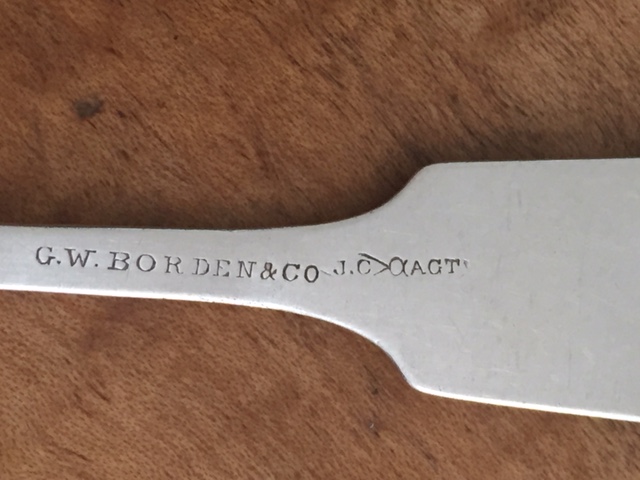 G.W. BORDEN & CO J.C AGT